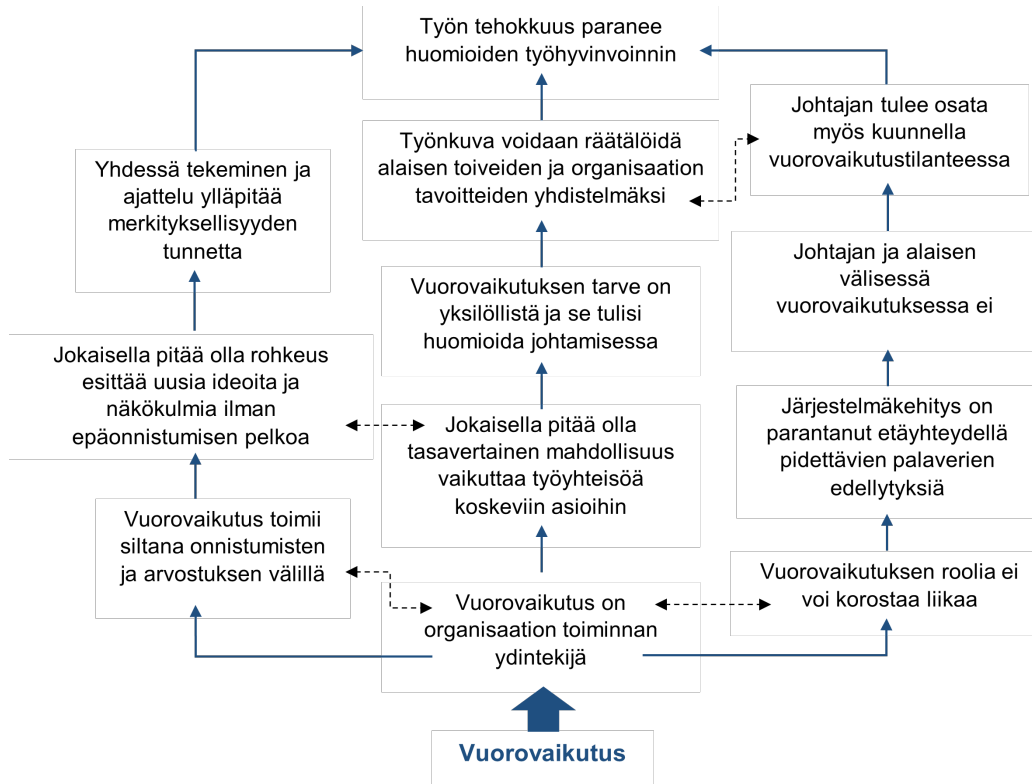 Työn tehokkuus paranee
huomioiden työhyvinvoinnin
Johtajan tulee osata
myös kuunnella
vuorovaikutustilanteessa
Työnkuva voidaan räätälöidä
alaisen toiveiden ja organisaation
tavoitteiden yhdistelmäksi
Yhdessä tekeminen ja
ajattelu ylläpitää
merkityksellisyyden
tunnetta
Johtajan ja alaisen
välisessä
vuorovaikutuksessa ei
Vuorovaikutuksen tarve on
yksilöllistä ja se tulisi
huomioida johtamisessa
Jokaisella pitää olla rohkeus
esittää uusia ideoita ja
näkökulmia ilman
epäonnistumisen pelkoa
Järjestelmäkehitys on
parantanut etäyhteydellä
pidettävien palaverien
edellytyksiä
Jokaisella pitää olla
tasavertainen mahdollisuus
vaikuttaa työyhteisöä
koskeviin asioihin
Vuorovaikutus toimii
siltana onnistumisten
ja arvostuksen välillä
Vuorovaikutuksen roolia ei
voi korostaa liikaa
Vuorovaikutus on
organisaation toiminnan
ydintekijä
Vuorovaikutus